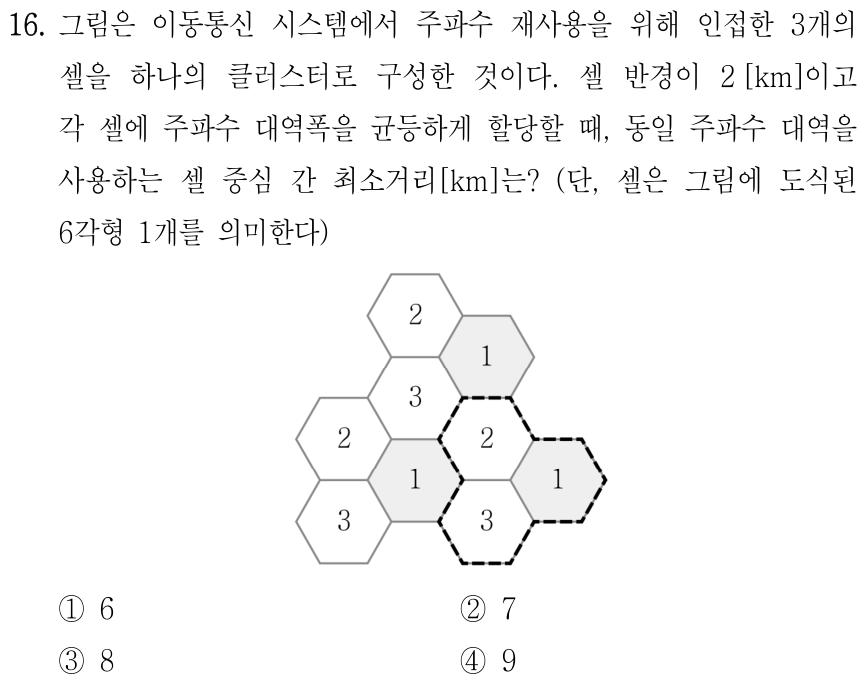 16. 그림은 이동통신 시스템에서 주파수 재사용을 위해 인접한 3개의
셀을 하나의 클러스터로 구성한 것이다. 셀 반경이 2 [km]이고
각 셀에 주파수 대역폭을 균등하게 할당할 때, 동일 주파수 대역을
사용하는 셀 중심 간 최소거리[km]는? (단, 셀은 그림에 도식된
6각형 1개를 의미한다)
2
1
3
2 2
1 1
3 3
① 6 ② 7
③ 8 ④ 9